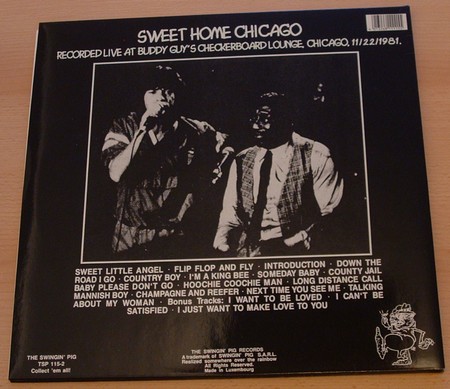 SWEET HOME CHICAGO
RECORDED LIVE AT BUDDY GUY'S CHECKERBOARD LOUNGE, CHICAGO, 11/22/1981.
SWEET LITTLE ANGEL · FLIP FLOP AND FLY · INTRODUCTION · DOWN THE
ROAD I GO · COUNTRY BOY · I'M A KING BEE · SOMEDAY BABY · COUNTY JAIL
BABY PLEASE DON'T GO · HOOCHIE COOCHIE MAN · LONG DISTANCE CALL
MANNISH BOY · CHAMPAGNE AND REEFER · NEXT TIME YOU SEE ME · TALKING
ABOUT MY WOMAN · Bonus Tracks: I WANT TO BE LOVED · I CAN'T BE
SATISFIED · I JUST WANT TO MAKE LOVE TO YOU
THE SWINGIN' PIG
TSP 115-2
Collect 'em all!
THE SWINGIN' PIG RECORDS
A trademark of SWINGIN' PIG S.A.R.L.
Realized somewhere over the rainbow
All Rights Reserved.
Made in Luxembourg